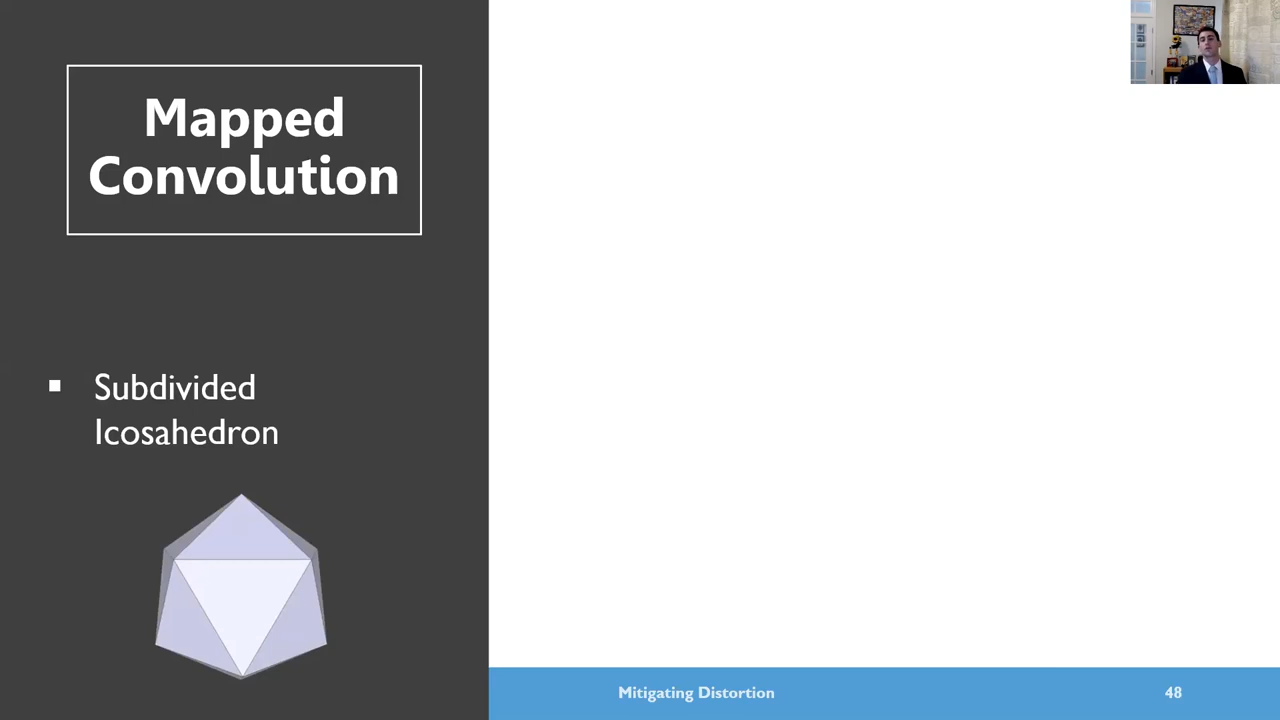 Mapped
Convolution
Subdivided
Icosahedron
Mitigating Distortion
48